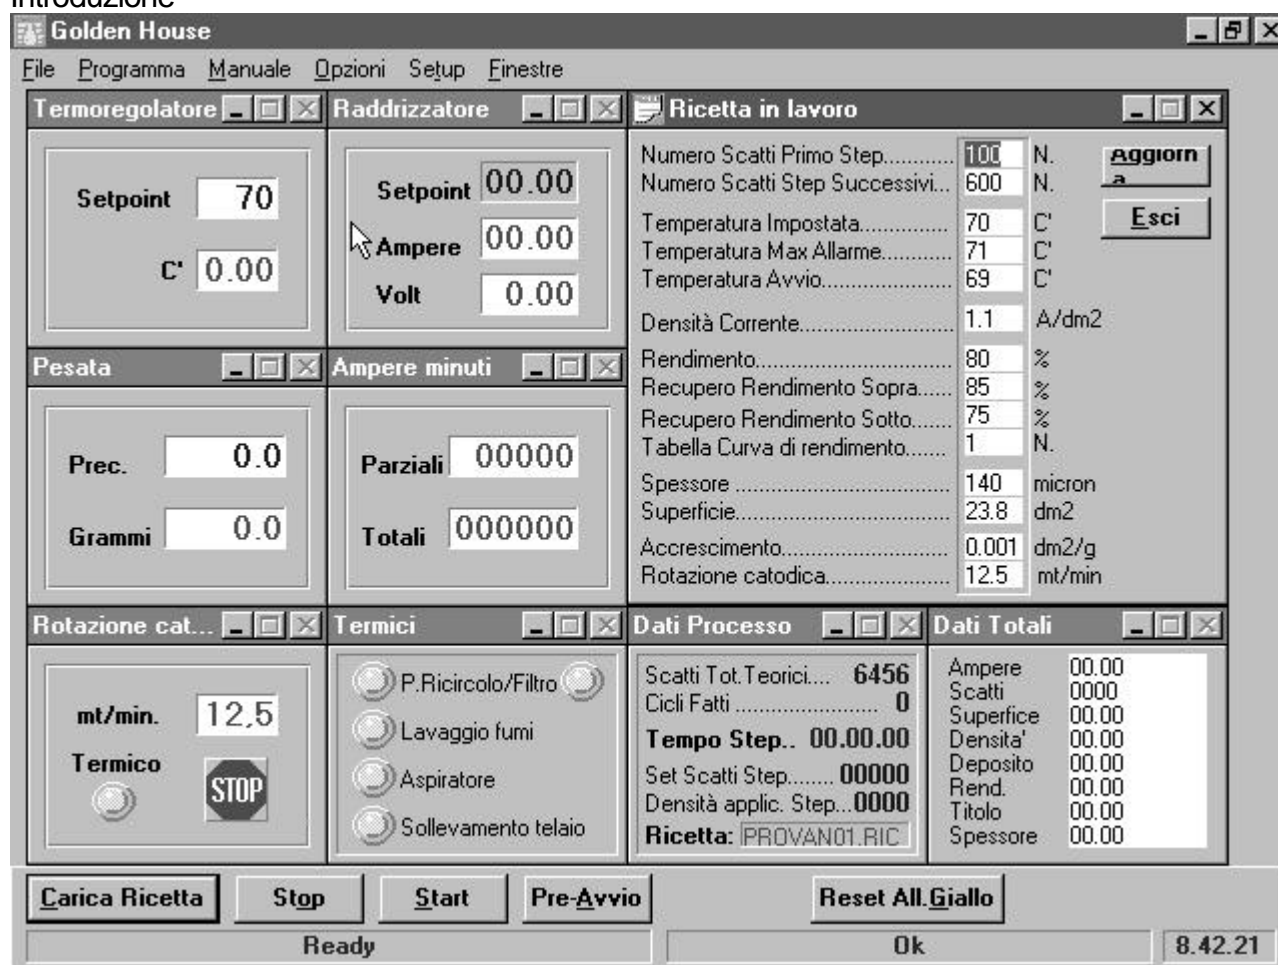 Introduzione
Golden House
File Programma Manuale Opzioni Setup Finestre
Termoregolatore
Setpoint 70
C' 0.00
Raddrizzatore
Setpoint 00.00
Ampere 00.00
Volt 0.00
Ricetta in lavoro
Numero Scatti Primo Step............ 100 N.
Numero Scatti Step Successivi... 600 N.
Temperatura Impostata............... 70 C'
Temperatura Max Allarme............ 71 C'
Temperatura Avvio...................... 69 C'
Densità Corrente......................... 1.1 A/dm2
Rendimento................................ 80 %
Recupero Rendimento Sopra...... 85 %
Recupero Rendimento Sotto....... 75 %
Tabella Curva di rendimento....... 1 N.
Spessore ................................... 140 micron
Superficie................................... 23.8 dm2
Accrescimento........................... 0.001 dm2/g
Rotazione catodica.................... 12.5 mt/min
Aggiorn
a
Esci
Pesata
Prec. 0.0
Grammi 0.0
Ampere minuti
Parziali 00000
Totali 000000
Rotazione cat...
mt/min. 12,5
Termico
STOP
Termici
P.Ricircolo/Filtro
Lavaggio fumi
Aspiratore
Sollevamento telaio
Dati Processo
Scatti Tot.Teorici.... 6456
Cicli Fatti ....................... 0
Tempo Step.. 00.00.00
Set Scatti Step........ 00000
Densità applic. Step...0000
Ricetta: PROVAN01.RIC
Dati Totali
Ampere 00.00
Scatti 0000
Superfice 00.00
Densita' 00.00
Deposito 00.00
Rend. 00.00
Titolo 00.00
Spessore 00.00
Carica Ricetta Stop Start Pre-Avvio Reset All.Giallo
Ready Ok 8.42.21